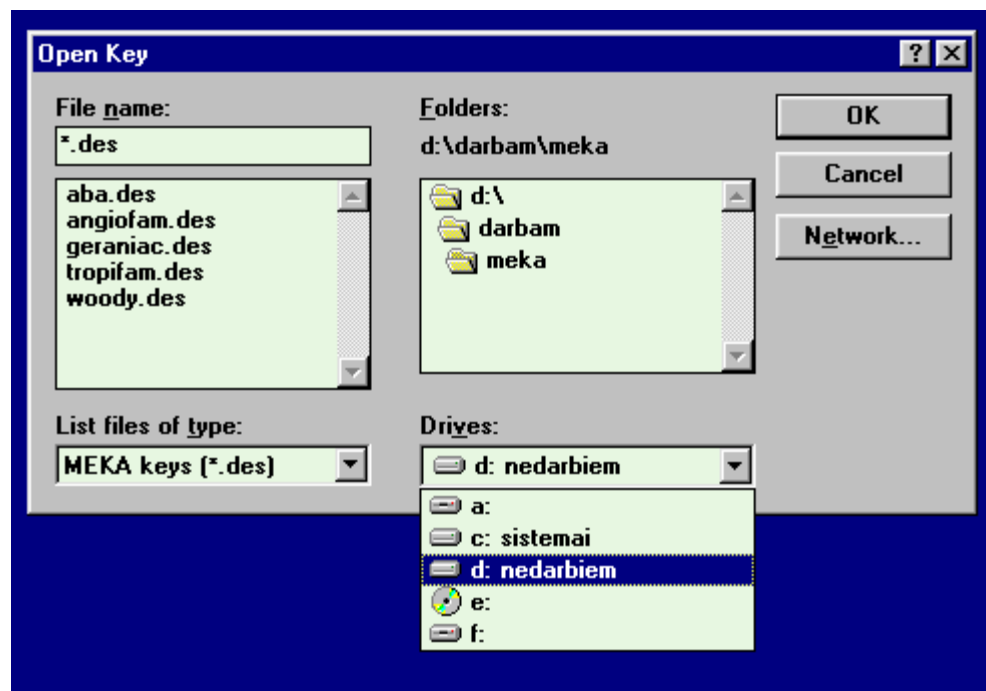 Open Key
File name:
*.des
aba.des
angiofam.des
geraniac.des
tropifam.des
woody.des
List files of type:
MEKA keys (*.des)
Folders:
d:\darbam\meka
d:\
darbam
meka
Drives:
d: nedarbiem
a:
c: sistemai
d: nedarbiem
e:
f:
OK
Cancel
Network...